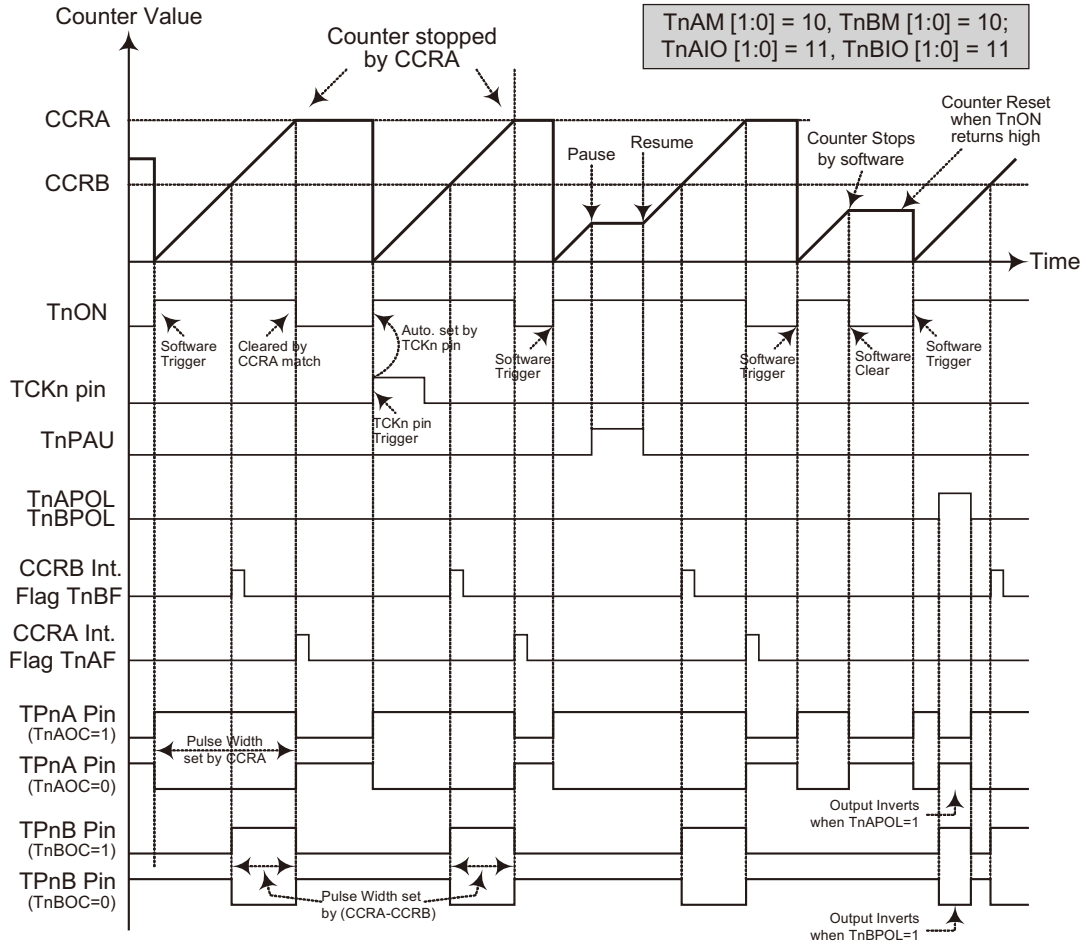 Counter Value
TnAM [1:0] = 10, TnBM [1:0] = 10;
TnAIO [1:0] = 11, TnBIO [1:0] = 11
Counter stopped
by CCRA
CCRA
CCRB
Pause
Resume
Counter Stops
by software
Counter Reset
when TnON
returns high
Time
TnON
Software
Trigger
Cleared by
CCRA match
Auto. set by
TCKn pin
Software
Trigger
Software
Trigger
Software
Clear
Software
Trigger
TCKn pin
TCKn pin
Trigger
TnPAU
TnAPOL
TnBPOL
CCRB Int.
Flag TnBF
CCRA Int.
Flag TnAF
TPnA Pin
(TnAOC=1)
Pulse Width
set by CCRA
TPnA Pin
(TnAOC=0)
Output Inverts
when TnAPOL=1
TPnB Pin
(TnBOC=1)
TPnB Pin
(TnBOC=0)
Pulse Width set
by (CCRA-CCRB)
Output Inverts
when TnBPOL=1